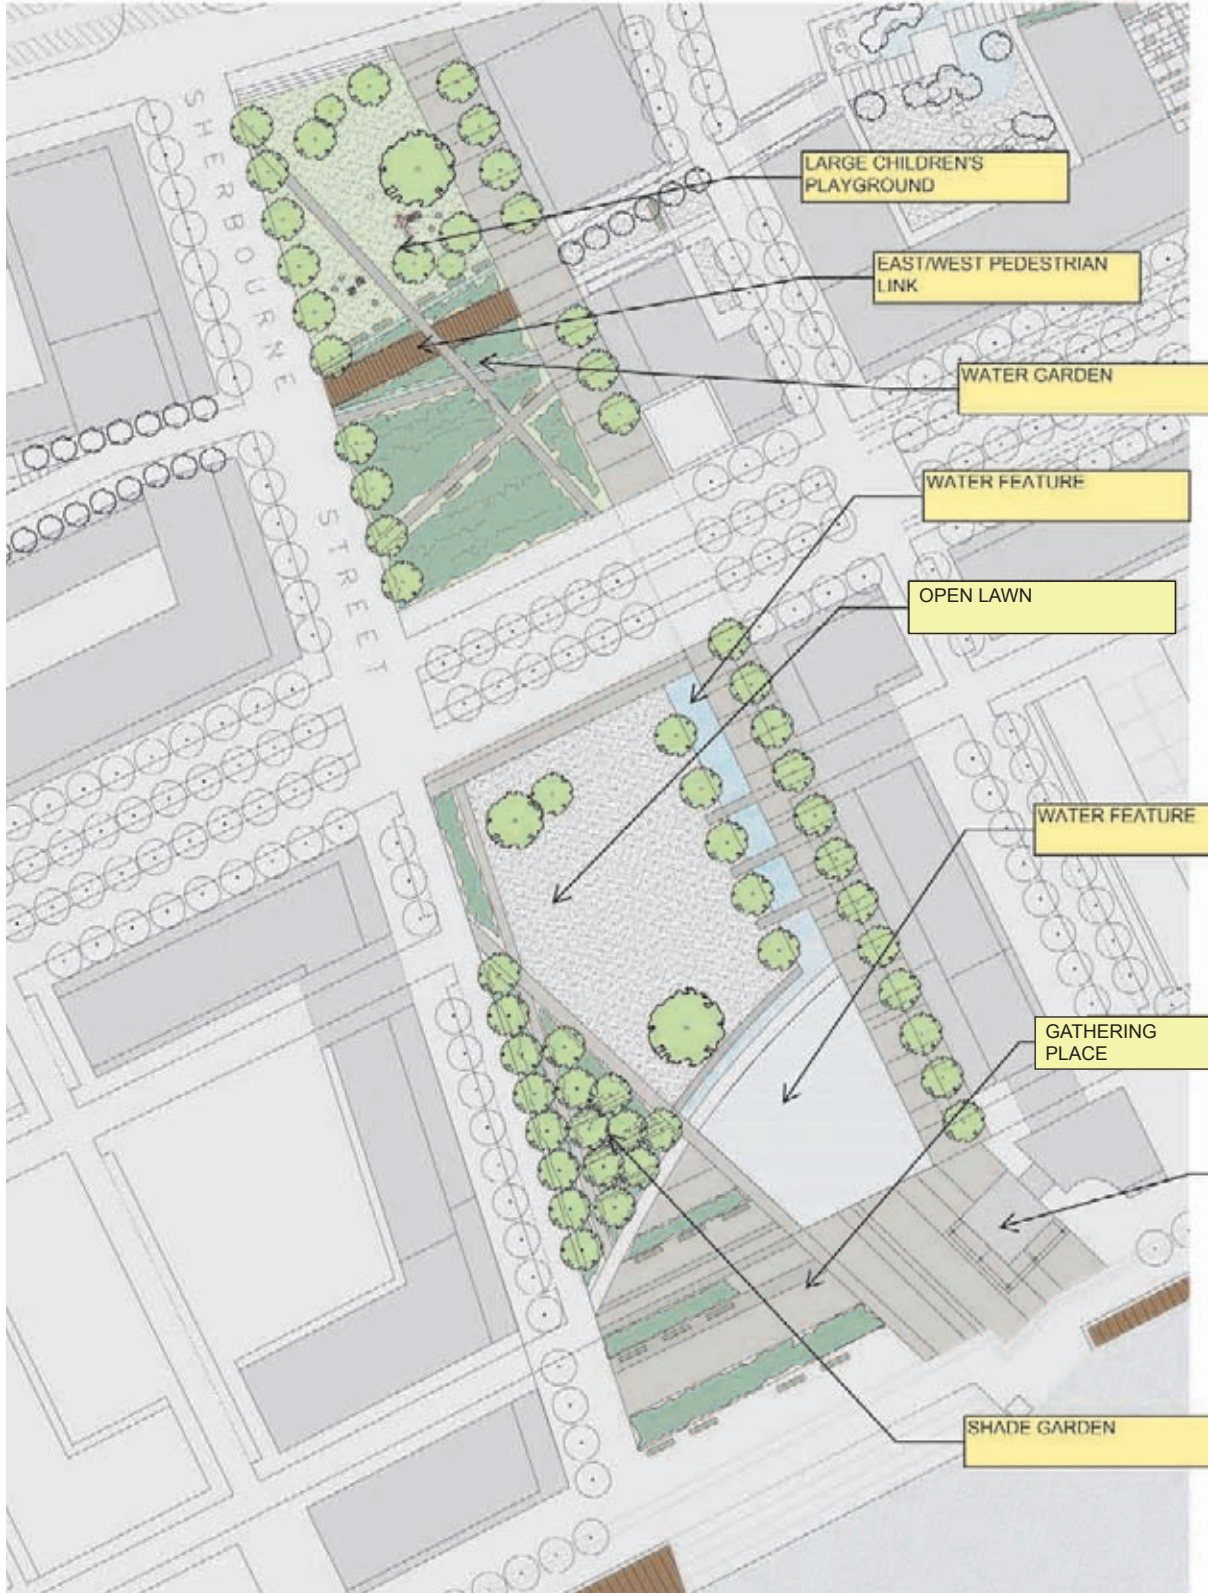 SHERBOURNE
STREET
LARGE CHILDREN'S
PLAYGROUND
EAST/WEST PEDESTRIAN
LINK
WATER GARDEN
WATER FEATURE
OPEN LAWN
WATER FEATURE
GATHERING
PLACE
SHADE GARDEN